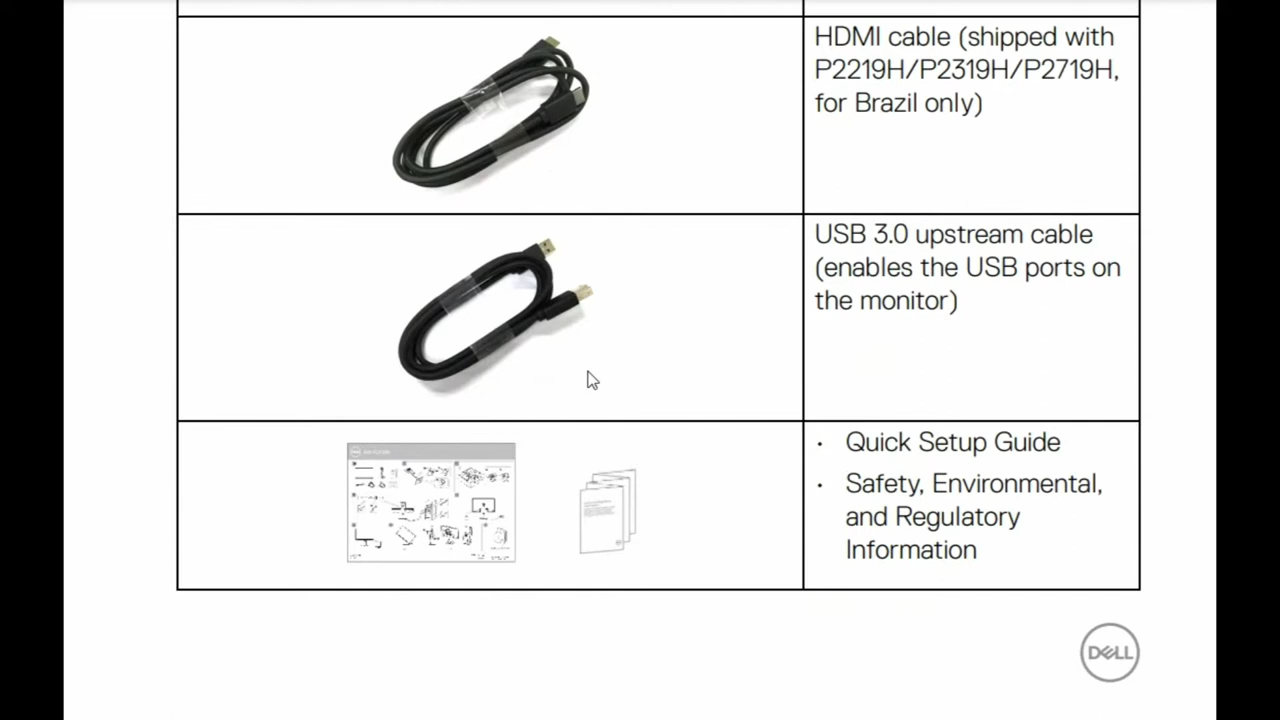 HDMI cable (shipped with
P2219H/P2319H/P2719H,
for Brazil only)
USB 3.0 upstream cable
(enables the USB ports on
the monitor)
• Quick Setup Guide
• Safety, Environmental,
and Regulatory
Information
DELL